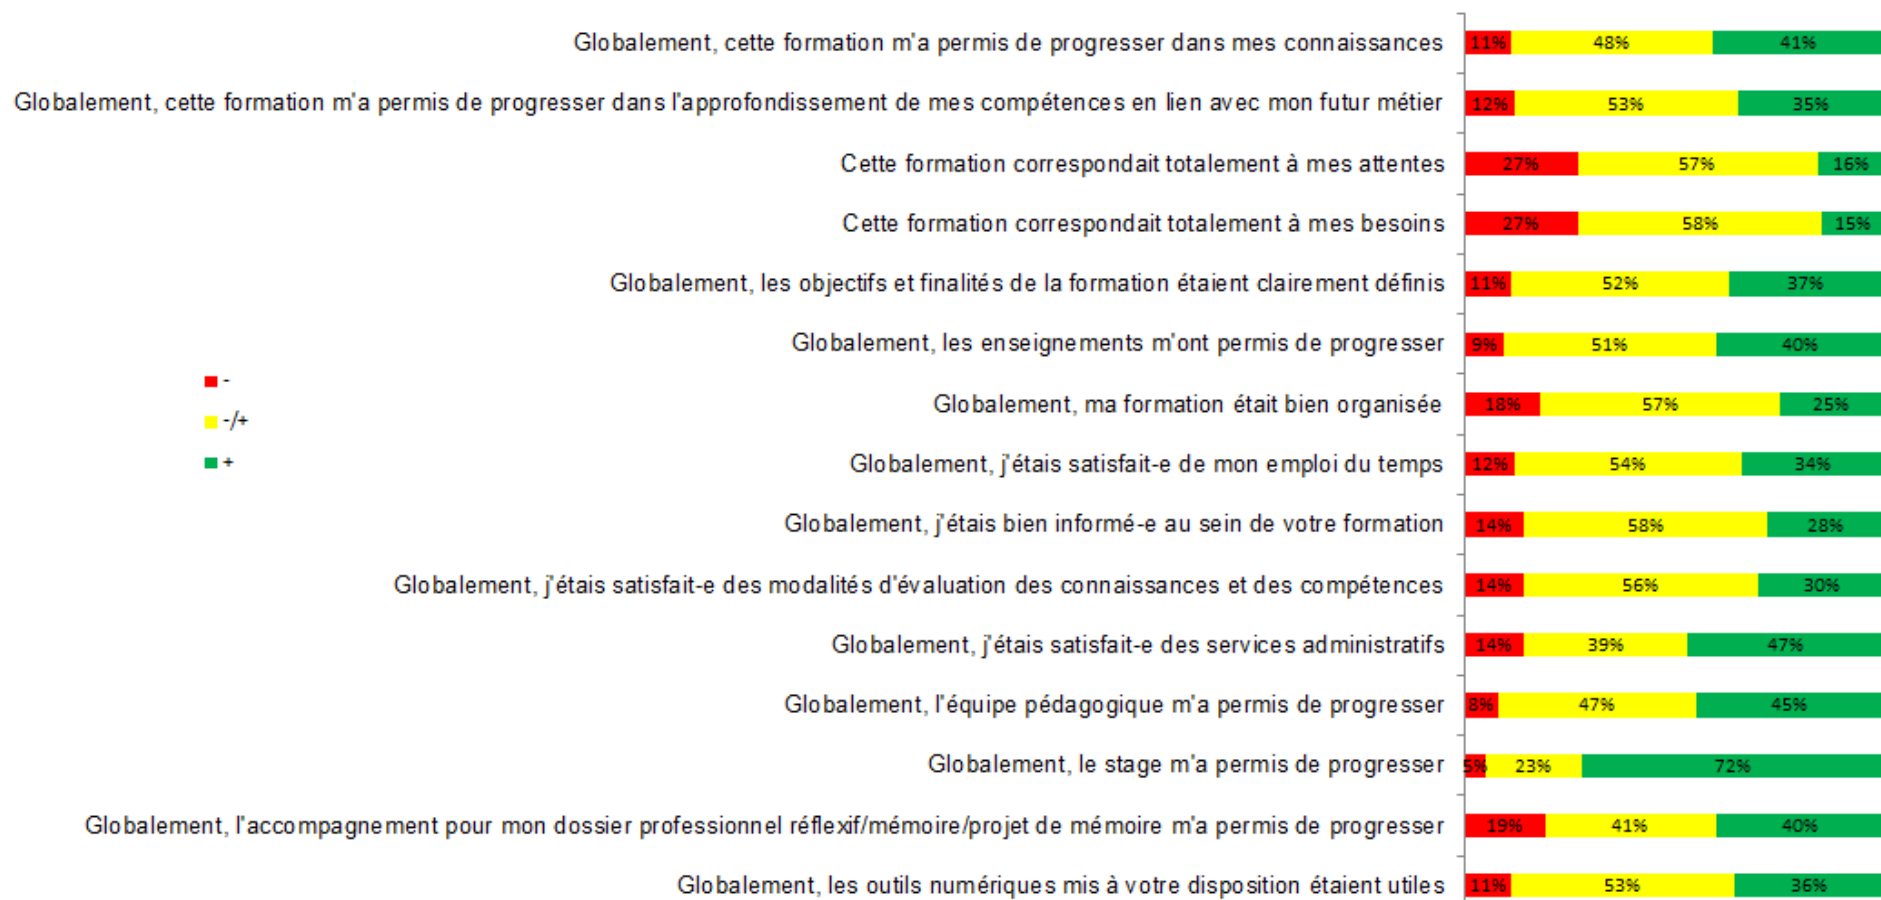 Globalement, cette formation m'a permis de progresser dans mes connaissances 11% 48% 41%
Globalement, cette formation m'a permis de progresser dans l'approfondissement de mes compétences en lien avec mon futur métier 12% 53% 35%
Cette formation correspondait totalement à mes attentes 27% 57% 16%
Cette formation correspondait totalement à mes besoins 27% 58% 15%
Globalement, les objectifs et finalités de la formation étaient clairement définis 11% 52% 37%
Globalement, les enseignements m'ont permis de progresser 9% 51% 40%
-
Globalement, ma formation était bien organisée 18% 57% 25%
-/+
Globalement, j'étais satisfait-e de mon emploi du temps 12% 54% 34%
+
Globalement, j'étais bien informé-e au sein de votre formation 14% 58% 28%
Globalement, j'étais satisfait-e des modalités d'évaluation des connaissances et des compétences 14% 56% 30%
Globalement, j'étais satisfait-e des services administratifs 14% 39% 47%
Globalement, l'équipe pédagogique m'a permis de progresser 8% 47% 45%
Globalement, le stage m'a permis de progresser 5% 23% 72%
Globalement, l'accompagnement pour mon dossier professionnel réflexif/mémoire/projet de mémoire m'a permis de progresser 19% 41% 40%
Globalement, les outils numériques mis à votre disposition étaient utiles 11% 53% 36%